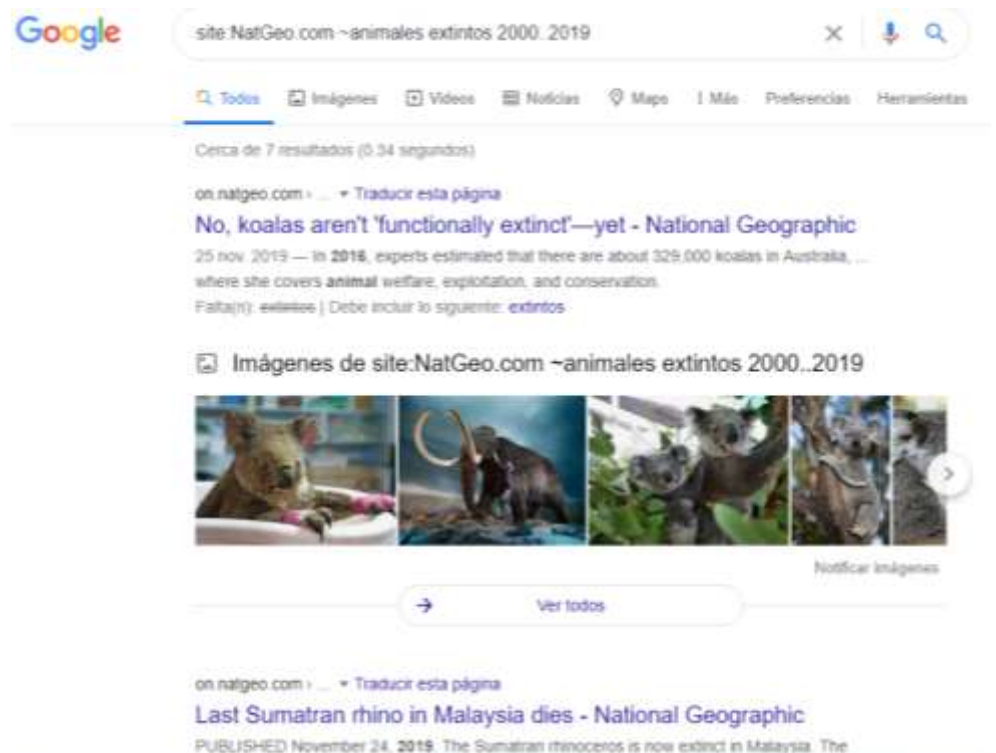 Google
site:NatGeo.com ~animales extintos 2000..2019
Todos Imágenes Videos Noticias Maps Más Preferencias Herramientas
Cerca de 7 resultados (0.34 segundos)
on.natgeo.com › ... Traducir esta página
No, koalas aren't 'functionally extinct'—yet - National Geographic
25 nov. 2019 — In 2016, experts estimated that there are about 329,000 koalas in Australia, ...
where she covers animal welfare, exploitation, and conservation.
Falta(n): extintos | Debe incluir lo siguiente: extintos
Imágenes de site:NatGeo.com ~animales extintos 2000..2019
Notificar imágenes
Ver todos
on.natgeo.com › ... Traducir esta página
Last Sumatran rhino in Malaysia dies - National Geographic
PUBLISHED November 24, 2019. The Sumatran rhinoceros is now extinct in Malaysia. The